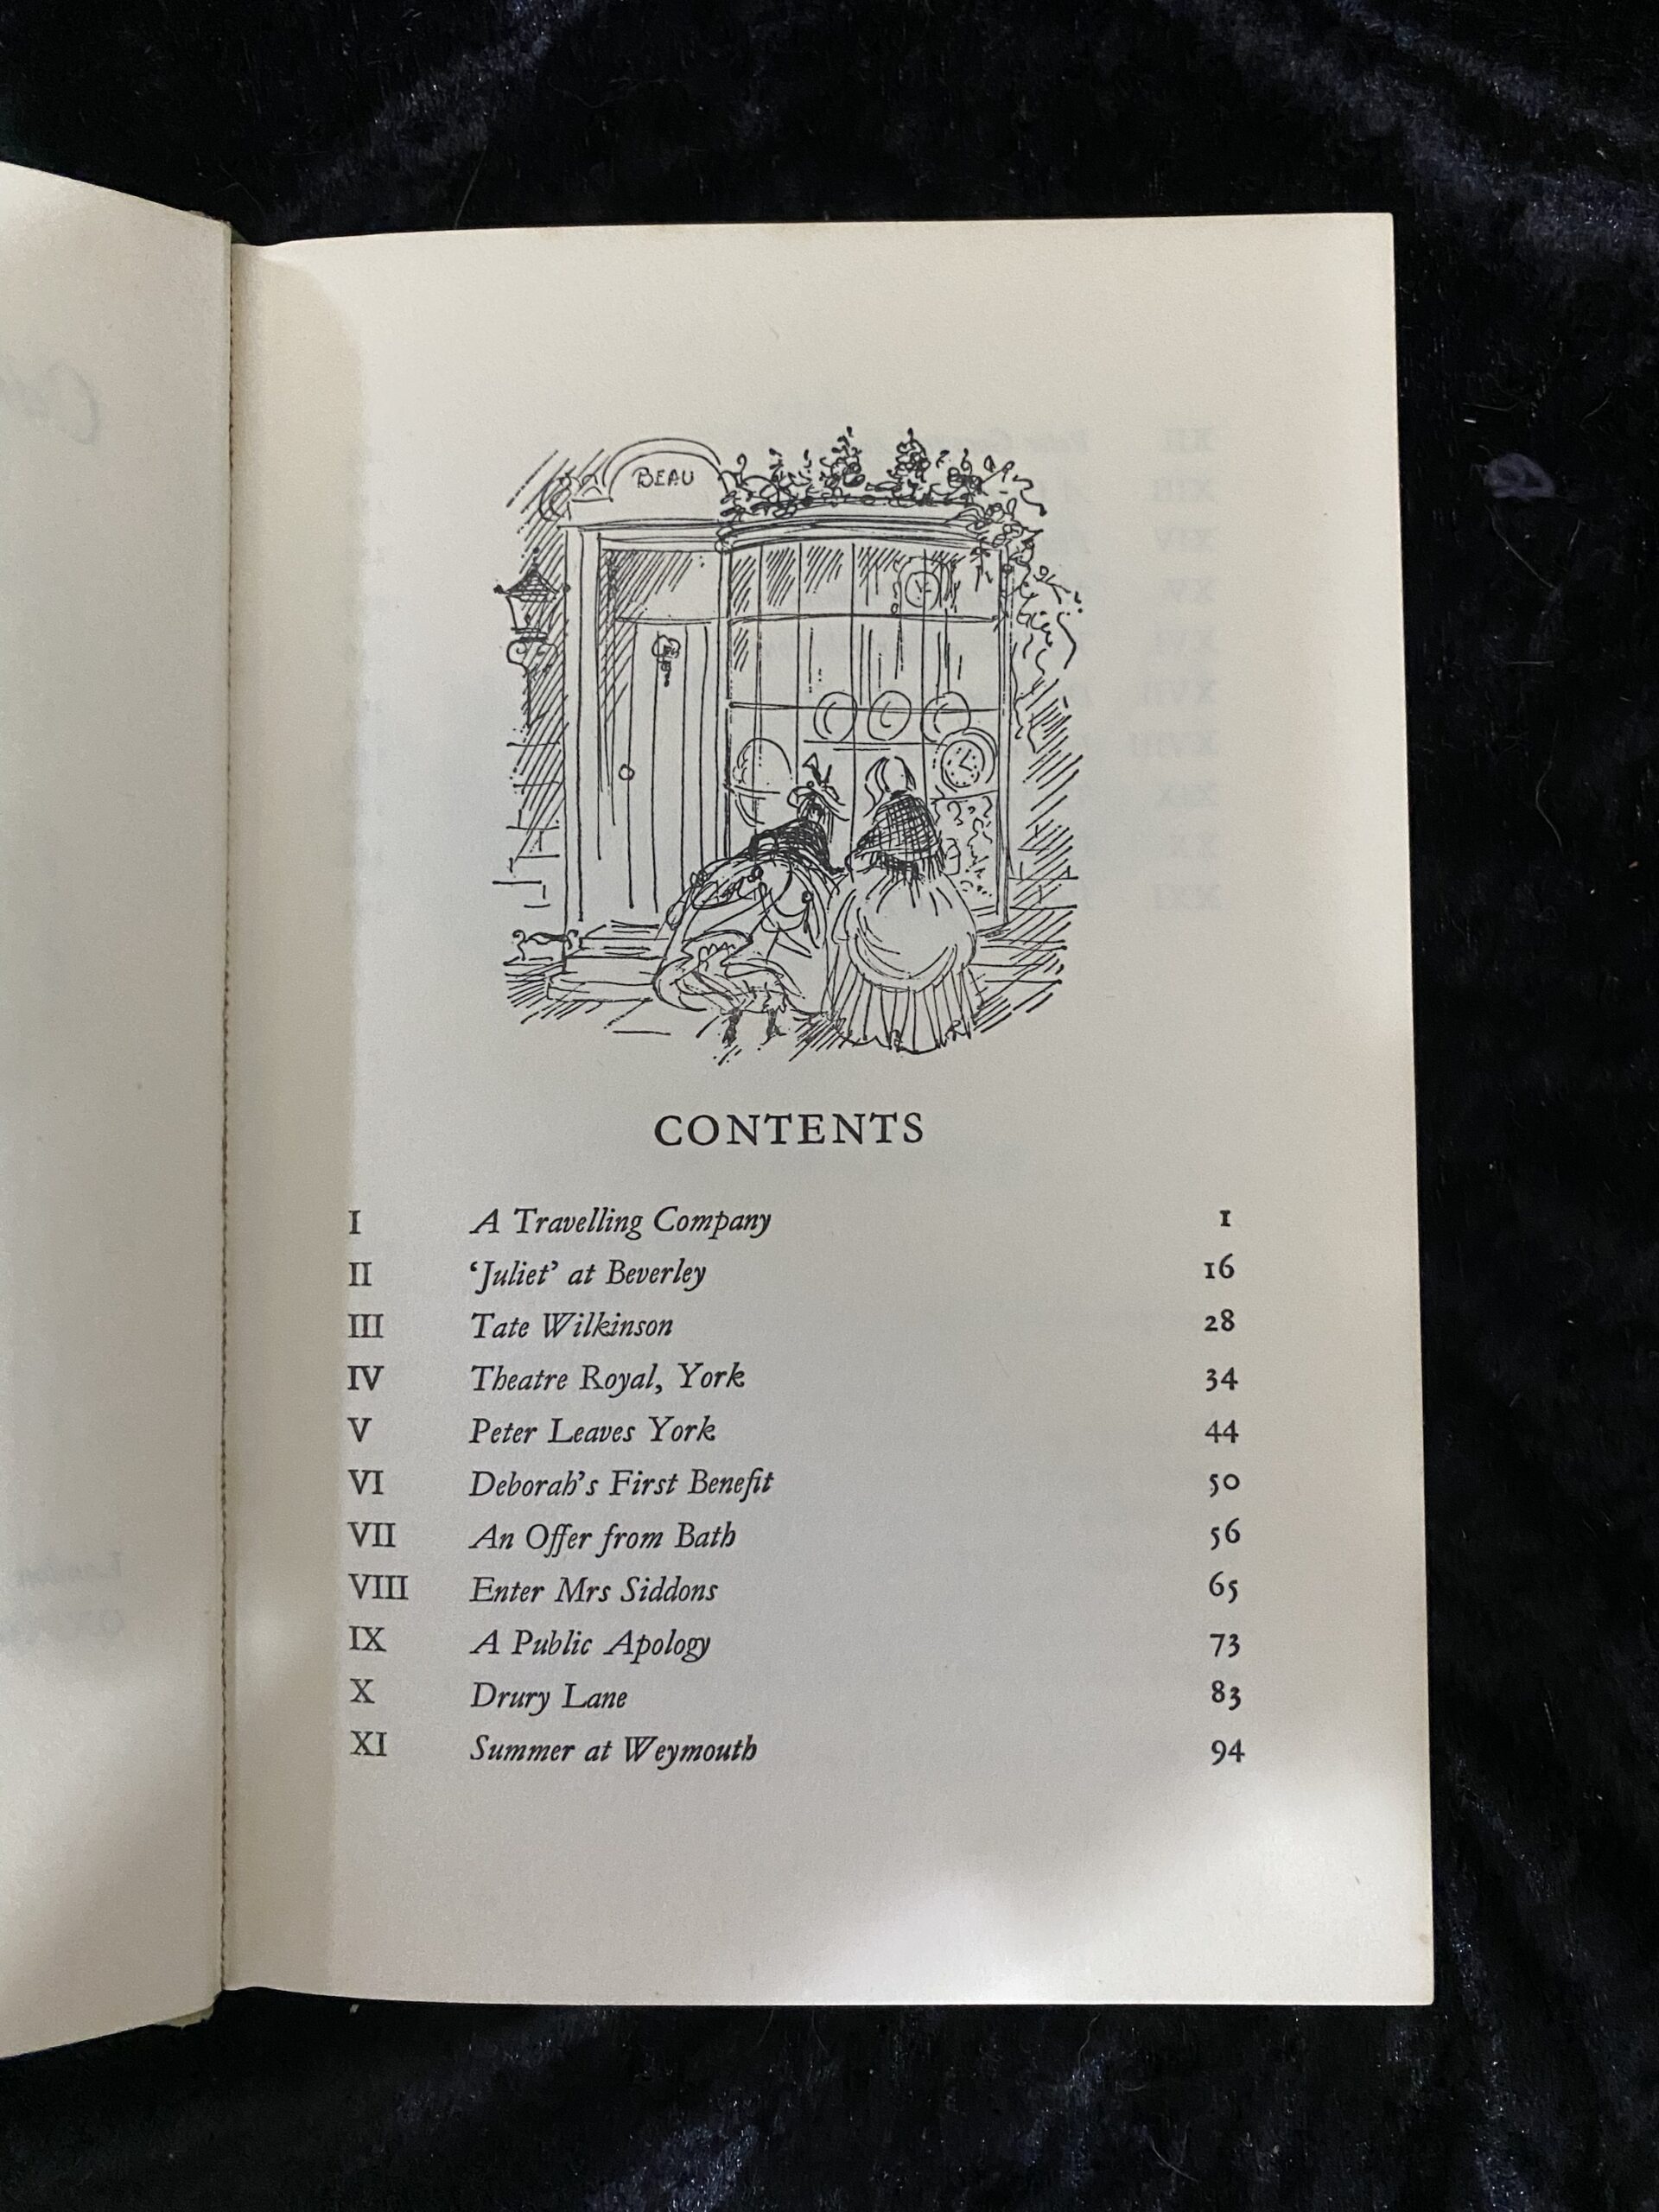 BEAU
CONTENTS
I A Travelling Company 1
II ‘Juliet’ at Beverley 16
III Tate Wilkinson 28
IV Theatre Royal, York 34
V Peter Leaves York 44
VI Deborah’s First Benefit 50
VII An Offer from Bath 56
VIII Enter Mrs Siddons 65
IX A Public Apology 73
X Drury Lane 83
XI Summer at Weymouth 94